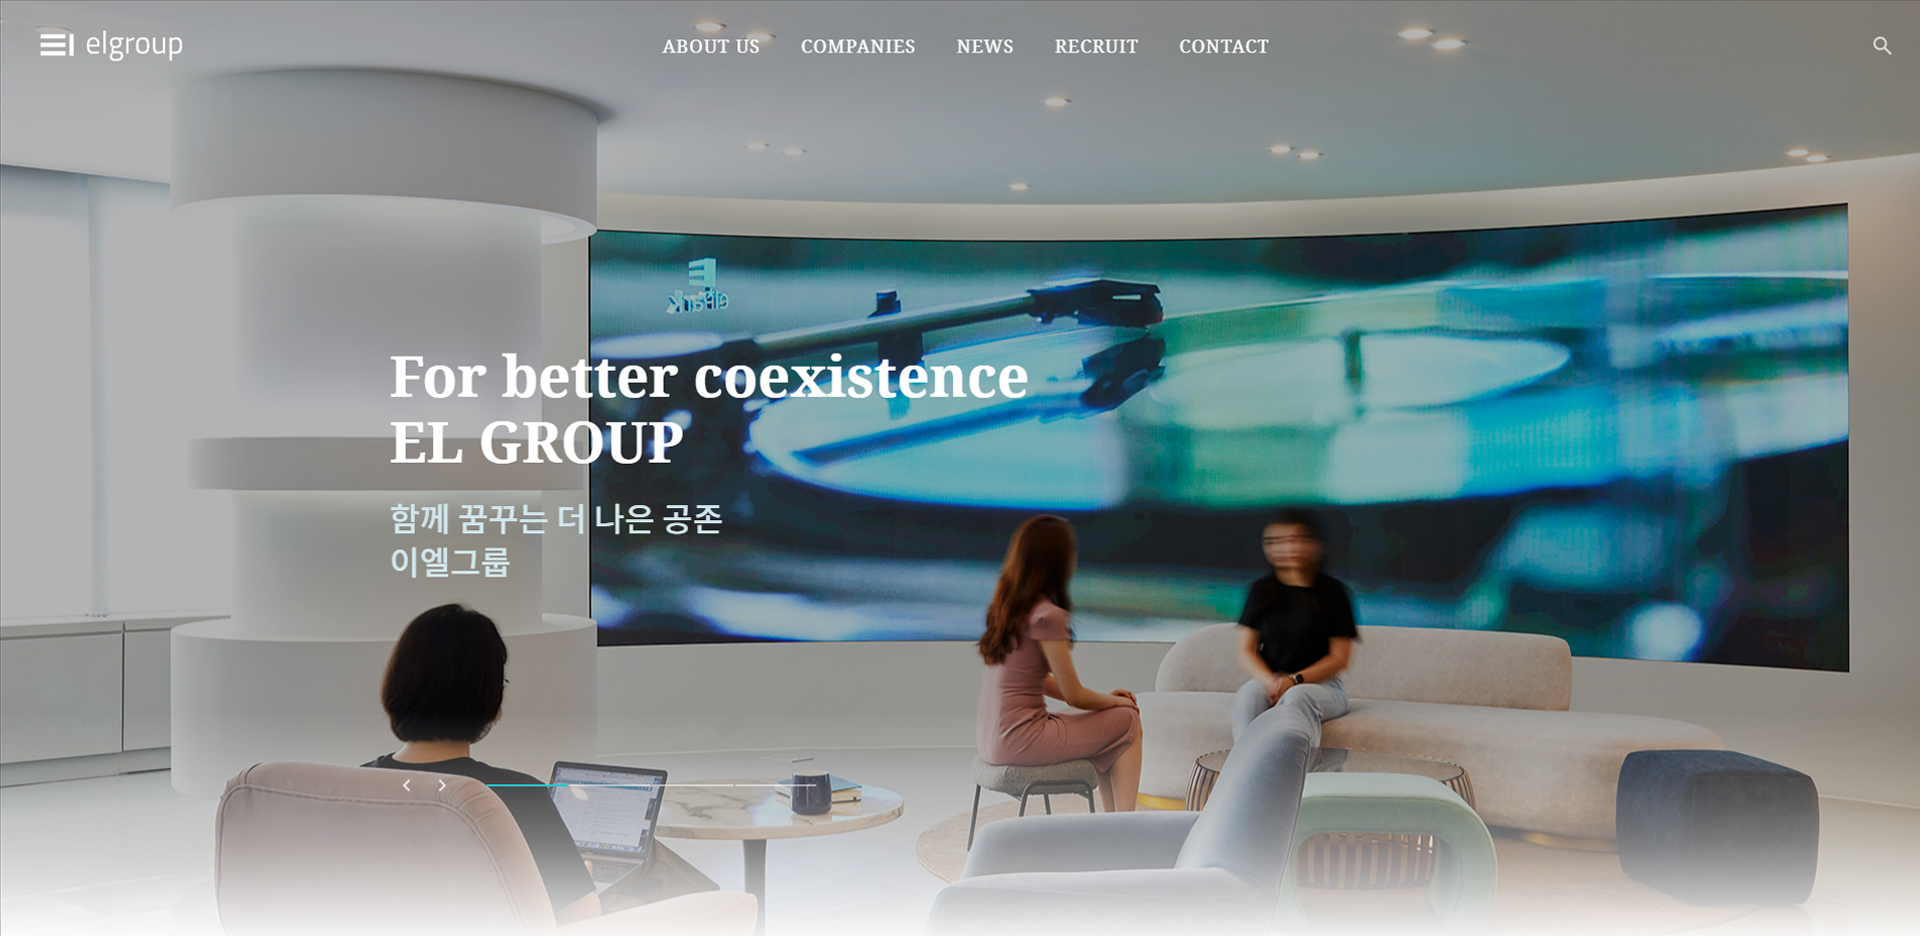 elgroup
ABOUT US
COMPANIES
NEWS
RECRUIT
CONTACT
elPark
For better coexistence
EL GROUP
함께 꿈꾸는 더 나은 공존
이엘그룹